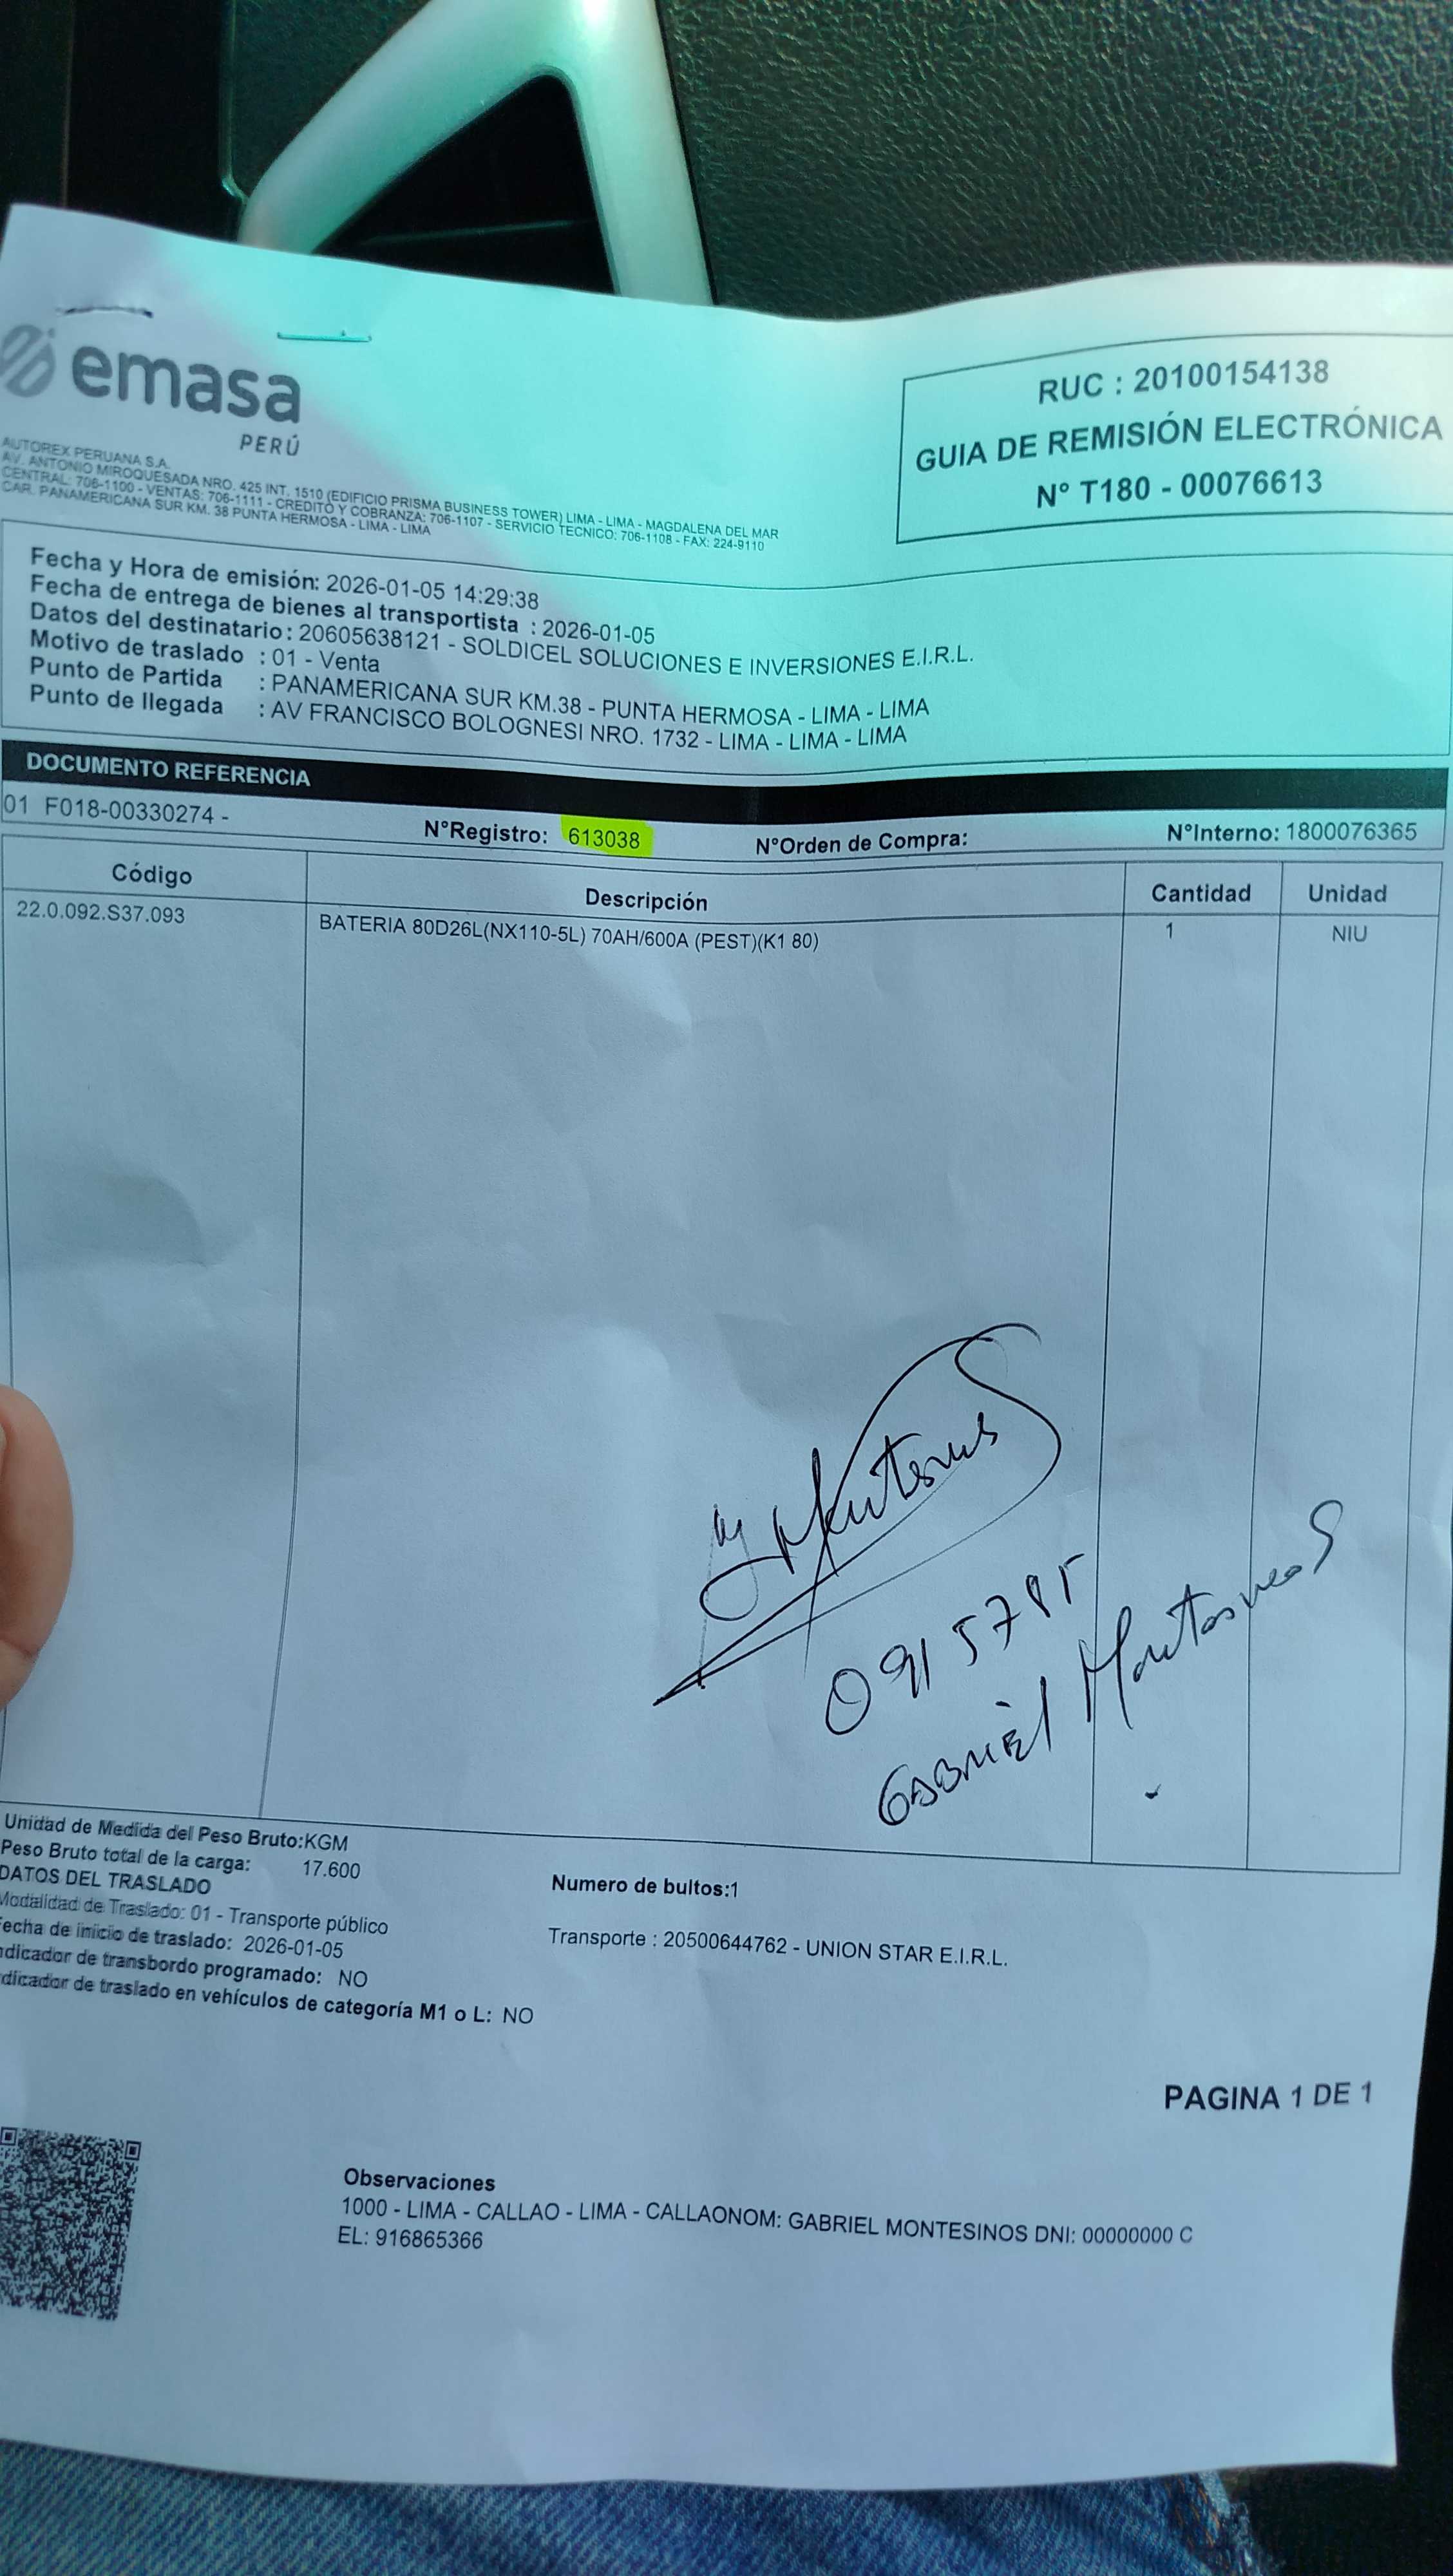 emasa
PERÚ
AUTOREX PERUANA S.A.
AV. ANTONIO MIROQUESADA NRO. 425 INT. 1510 (EDIFICIO PRISMA BUSINESS TOWER) LIMA - LIMA - MAGDALENA DEL MAR
CENTRAL: 706-1100 - VENTAS: 706-1111 - CREDITO Y COBRANZA: 706-1107 - SERVICIO TECNICO: 706-1108 - FAX: 224-9110
CAR. PANAMERICANA SUR KM. 38 PUNTA HERMOSA - LIMA - LIMA
RUC : 20100154138
GUIA DE REMISIÓN ELECTRÓNICA
N° T180 - 00076613
Fecha y Hora de emisión: 2026-01-05 14:29:38
Fecha de entrega de bienes al transportista : 2026-01-05
Datos del destinatario : 20605638121 - SOLDICEL SOLUCIONES E INVERSIONES E.I.R.L.
Motivo de traslado : 01 - Venta
Punto de Partida : PANAMERICANA SUR KM.38 - PUNTA HERMOSA - LIMA - LIMA
Punto de llegada : AV FRANCISCO BOLOGNESI NRO. 1732 - LIMA - LIMA - LIMA
DOCUMENTO REFERENCIA
01 F018-00330274 - N°Registro: 613038 N°Orden de Compra: N°Interno: 1800076365
Código Descripción Cantidad Unidad
22.0.092.S37.093 BATERIA 80D26L(NX110-5L) 70AH/600A (PEST)(K1 80) 1 NIU
Gabriel Montesinos
Unidad de Medida del Peso Bruto:KGM
Peso Bruto total de la carga: 17.600
Numero de bultos:1
DATOS DEL TRASLADO
Modalidad de Traslado: 01 - Transporte público
Transporte : 20500644762 - UNION STAR E.I.R.L.
echa de inicio de traslado: 2026-01-05
ndicador de transbordo programado: NO
dicador de traslado en vehículos de categoría M1 o L: NO
PAGINA 1 DE 1
Observaciones
1000 - LIMA - CALLAO - LIMA - CALLAONOM: GABRIEL MONTESINOS DNI: 00000000 C
EL: 916865366